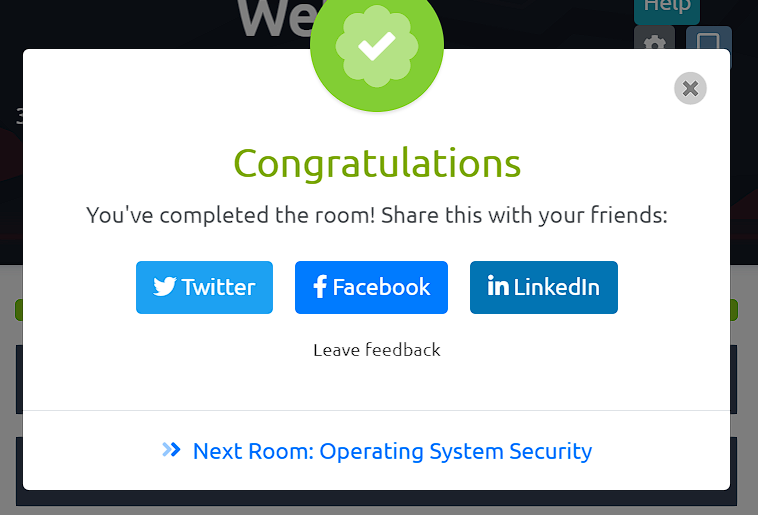 Help
Congratulations
You've completed the room! Share this with your friends:
Twitter
Facebook
LinkedIn
Leave feedback
Next Room: Operating System Security